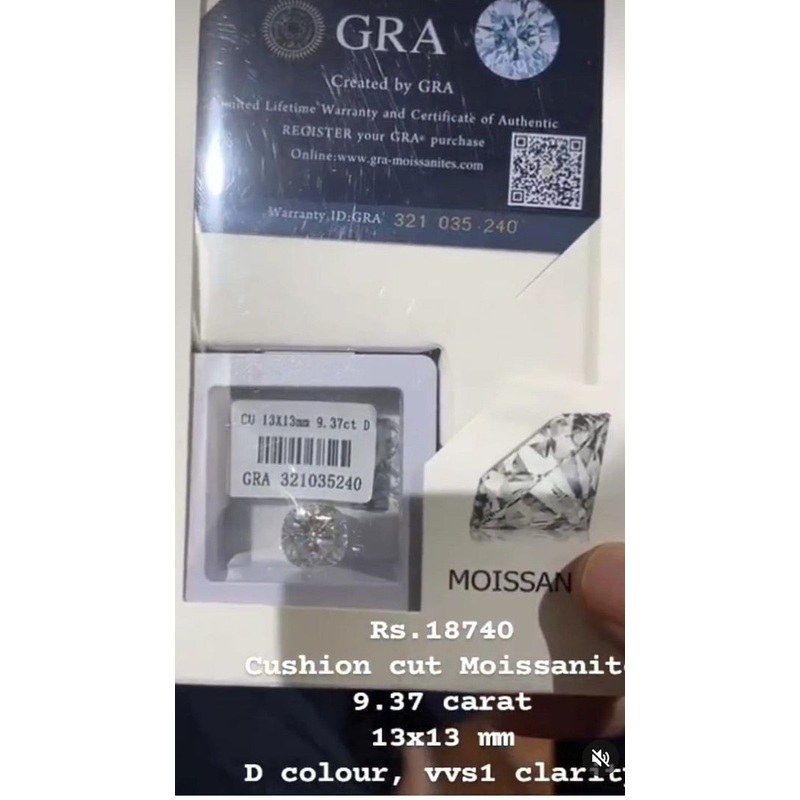 GRA
Created by GRA
Lifetime Warranty and Certificate of Authentic
REGISTER your GRA® purchase
Online:www.gra-moissanites.com
Warranty ID:GRA 321 035 240
CU 13X13mm 9.37ct D
GRA 321035240
MOISSAN
Rs.18740
Cushion cut Moissanite
9.37 carat
13x13 mm
D colour, vvs1 clarity